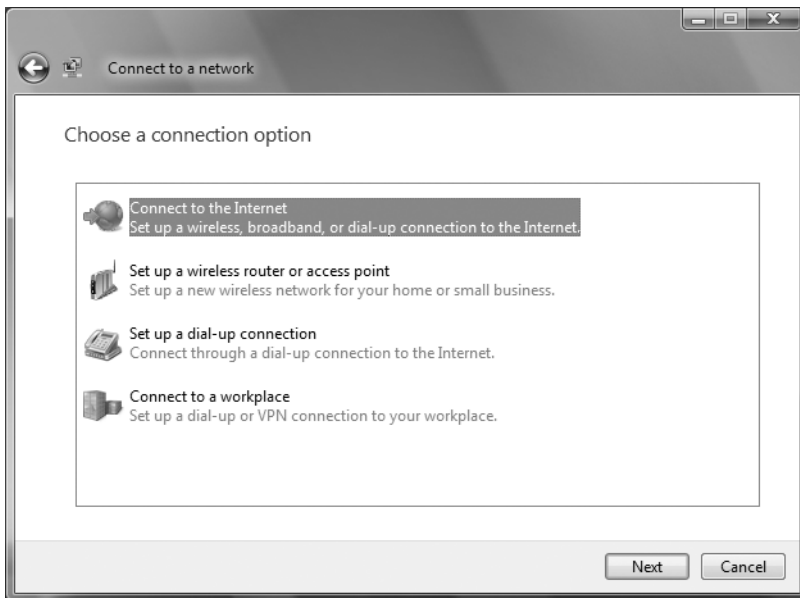 Connect to a network
Choose a connection option
Connect to the Internet
Set up a wireless, broadband, or dial-up connection to the Internet.
Set up a wireless router or access point
Set up a new wireless network for your home or small business.
Set up a dial-up connection
Connect through a dial-up connection to the Internet.
Connect to a workplace
Set up a dial-up or VPN connection to your workplace.
Next Cancel